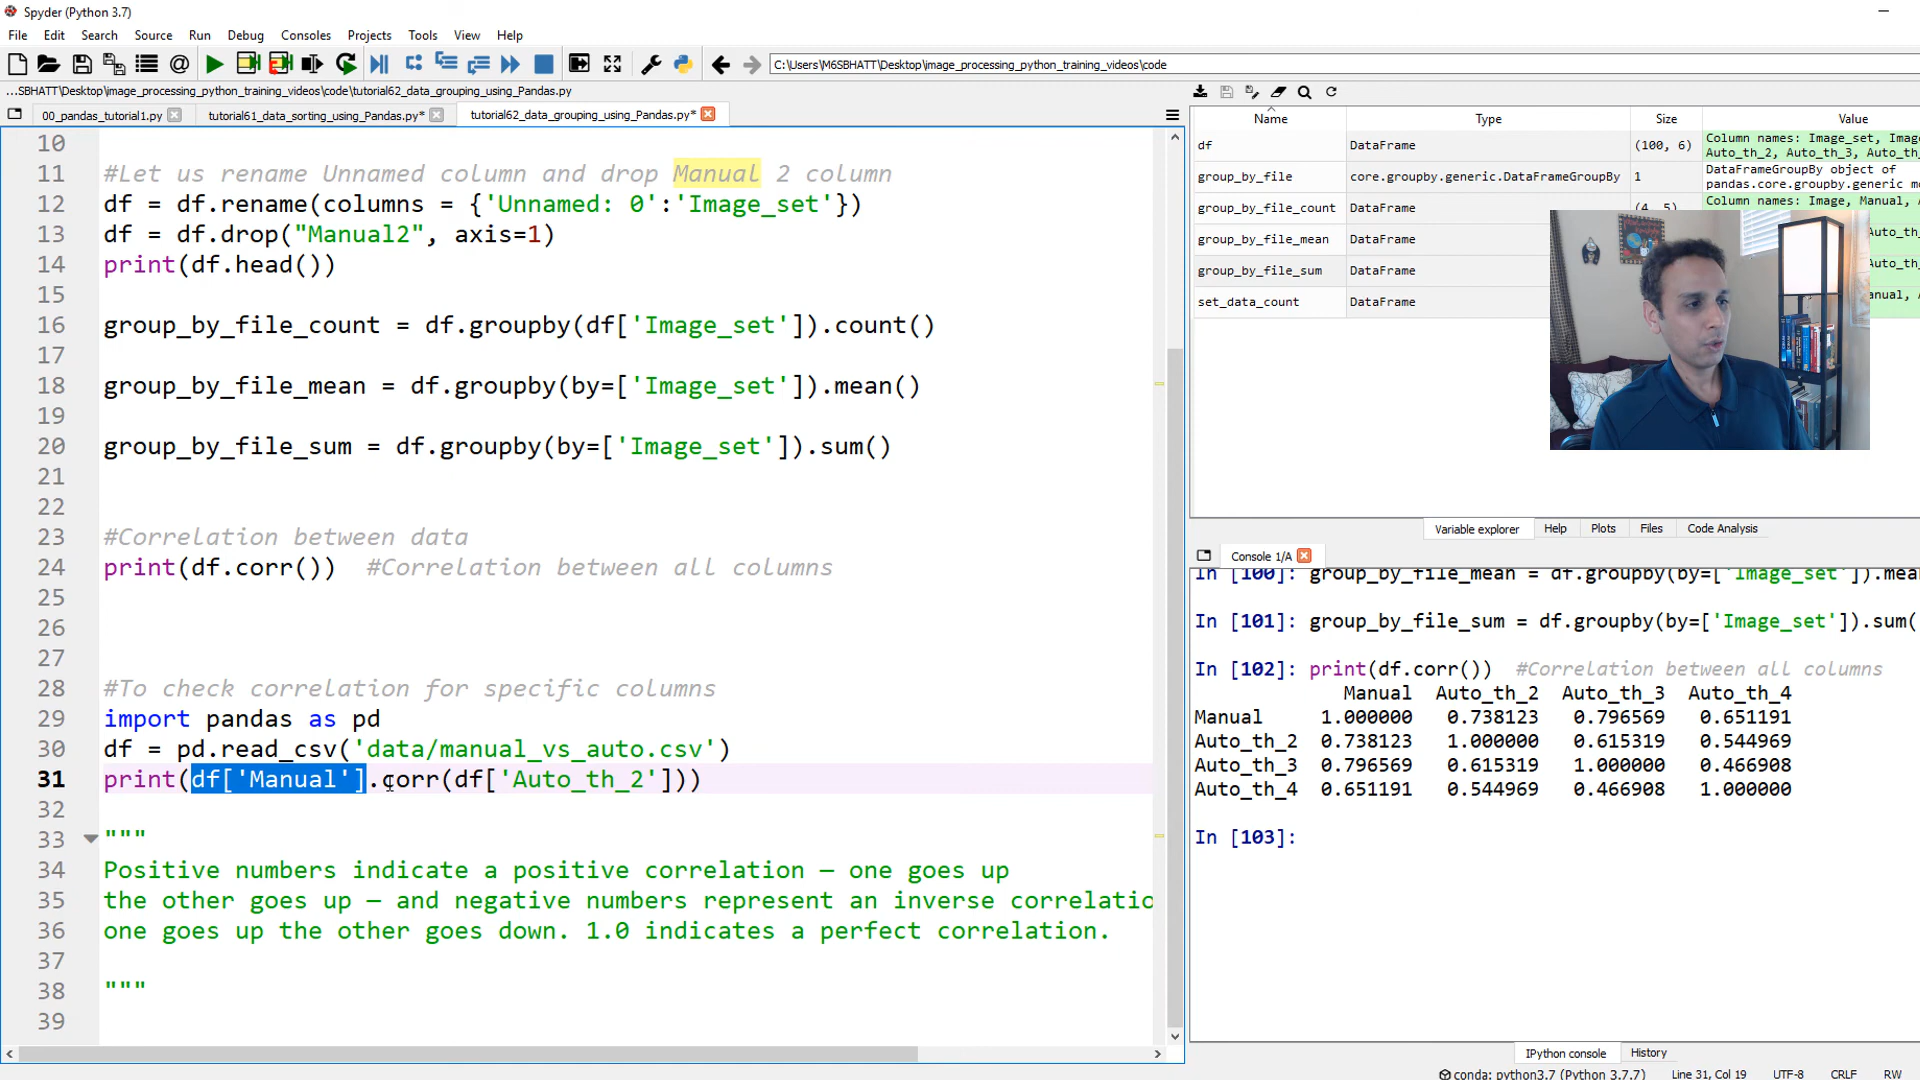 Spyder (Python 3.7)
File Edit Search Source Run Debug Consoles Projects Tools View Help
C:\Users\M6SBHATT\Desktop\image_processing_python_training_videos\code
...SBHATT\Desktop\image_processing_python_training_videos\code\tutorial62_data_grouping_using_Pandas.py
00_pandas_tutorial1.py tutorial61_data_sorting_using_Pandas.py* tutorial62_data_grouping_using_Pandas.py*
10
11 #Let us rename Unnamed column and drop Manual 2 column
12 df = df.rename(columns = {'Unnamed: 0':'Image_set'})
13 df = df.drop("Manual2", axis=1)
14 print(df.head())
15
16 group_by_file_count = df.groupby(df['Image_set']).count()
17
18 group_by_file_mean = df.groupby(by=['Image_set']).mean()
19
20 group_by_file_sum = df.groupby(by=['Image_set']).sum()
21
22
23 #Correlation between data
24 print(df.corr()) #Correlation between all columns
25
26
27
28 #To check correlation for specific columns
29 import pandas as pd
30 df = pd.read_csv('data/manual_vs_auto.csv')
31 print(df['Manual'].corr(df['Auto_th_2']))
32
33 """
34 Positive numbers indicate a positive correlation — one goes up
35 the other goes up — and negative numbers represent an inverse correlatio
36 one goes up the other goes down. 1.0 indicates a perfect correlation.
37
38 """
39
Name Type Size Value
df DataFrame (100, 6) Column names: Image_set, Imag
Auto_th_2, Auto_th_3, Auto_th
group_by_file core.groupby.generic.DataFrameGroupBy 1 DataFrameGroupBy object of
pandas.core.groupby.generic m
group_by_file_count DataFrame (4, 5) Column names: Image, Manual, A
group_by_file_mean DataFrame Auto_th
group_by_file_sum DataFrame Auto_th
set_data_count DataFrame anual, A
Variable explorer Help Plots Files Code Analysis
Console 1/A
In [100]: group_by_file_mean = df.groupby(by=['Image_set']).mea
In [101]: group_by_file_sum = df.groupby(by=['Image_set']).sum(
In [102]: print(df.corr()) #Correlation between all columns
Manual Auto_th_2 Auto_th_3 Auto_th_4
Manual 1.000000 0.738123 0.796569 0.651191
Auto_th_2 0.738123 1.000000 0.615319 0.544969
Auto_th_3 0.796569 0.615319 1.000000 0.466908
Auto_th_4 0.651191 0.544969 0.466908 1.000000
In [103]:
IPython console History
conda: python3.7 (Python 3.7.7) Line 31, Col 19 UTF-8 CRLF RW